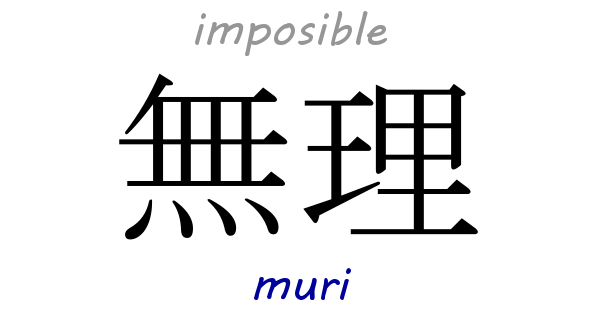 imposible
無理
muri